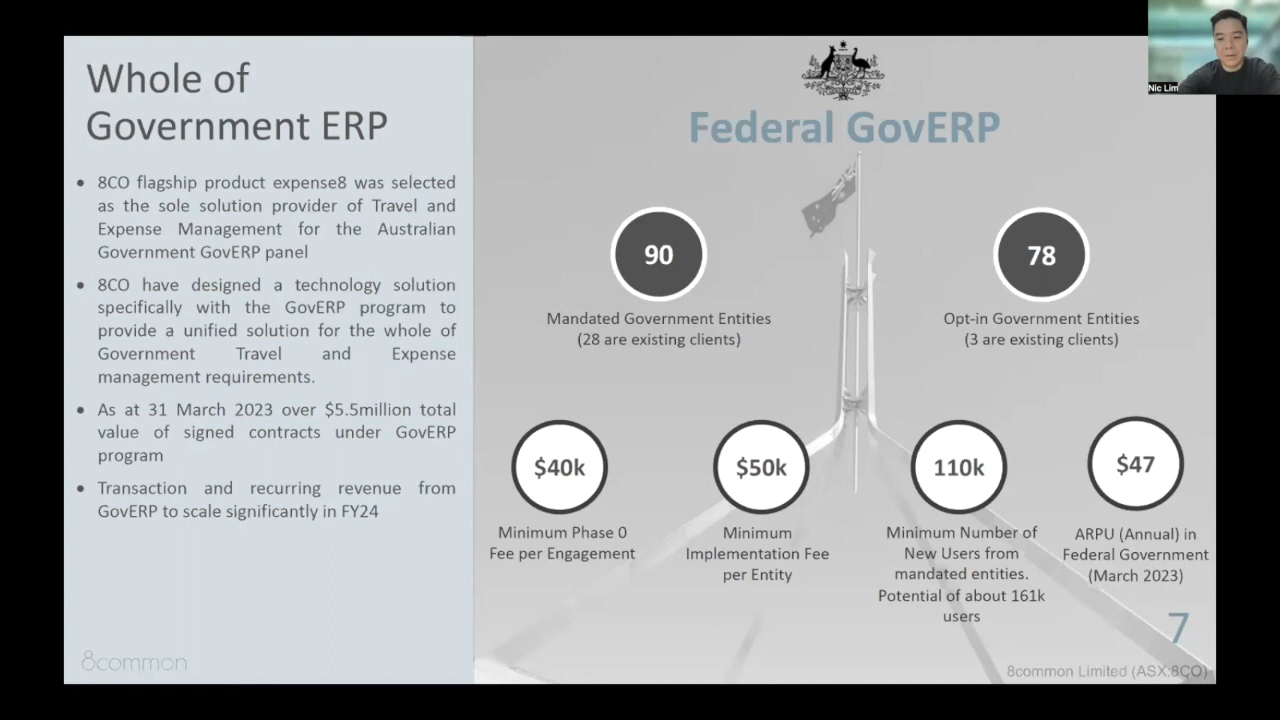 Whole of
Government ERP
• 8CO flagship product expense8 was selected
as the sole solution provider of Travel and
Expense Management for the Australian
Government GovERP panel
• 8CO have designed a technology solution
specifically with the GovERP program to
provide a unified solution for the whole of
Government Travel and Expense
management requirements.
• As at 31 March 2023 over $5.5million total
value of signed contracts under GovERP
program
• Transaction and recurring revenue from
GovERP to scale significantly in FY24
8common
Federal GovERP
90
Mandated Government Entities
(28 are existing clients)
78
Opt-in Government Entities
(3 are existing clients)
$40k
Minimum Phase 0
Fee per Engagement
$50k
Minimum
Implementation Fee
per Entity
110k
Minimum Number of
New Users from
mandated entities.
Potential of about 161k
users
$47
ARPU (Annual) in
Federal Government
(March 2023)
7
8common Limited (ASX:8CO)
Nic Lim